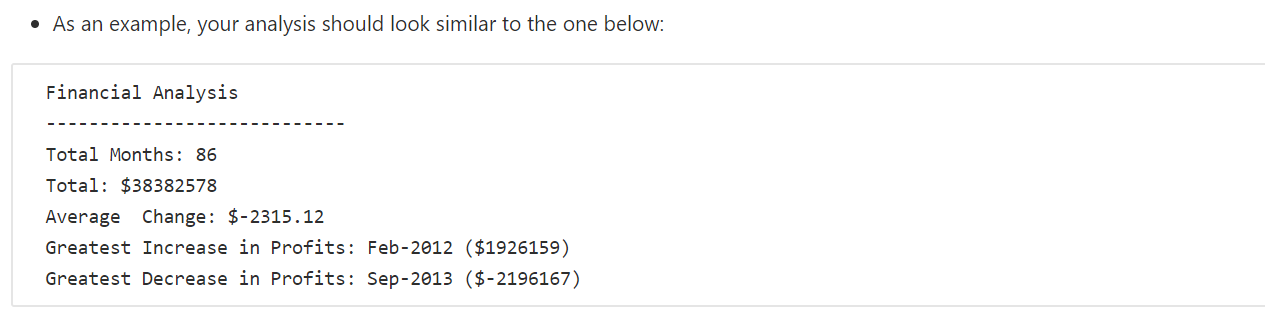 • As an example, your analysis should look similar to the one below:
Financial Analysis
----------------------------
Total Months: 86
Total: $38382578
Average  Change: $-2315.12
Greatest Increase in Profits: Feb-2012 ($1926159)
Greatest Decrease in Profits: Sep-2013 ($-2196167)